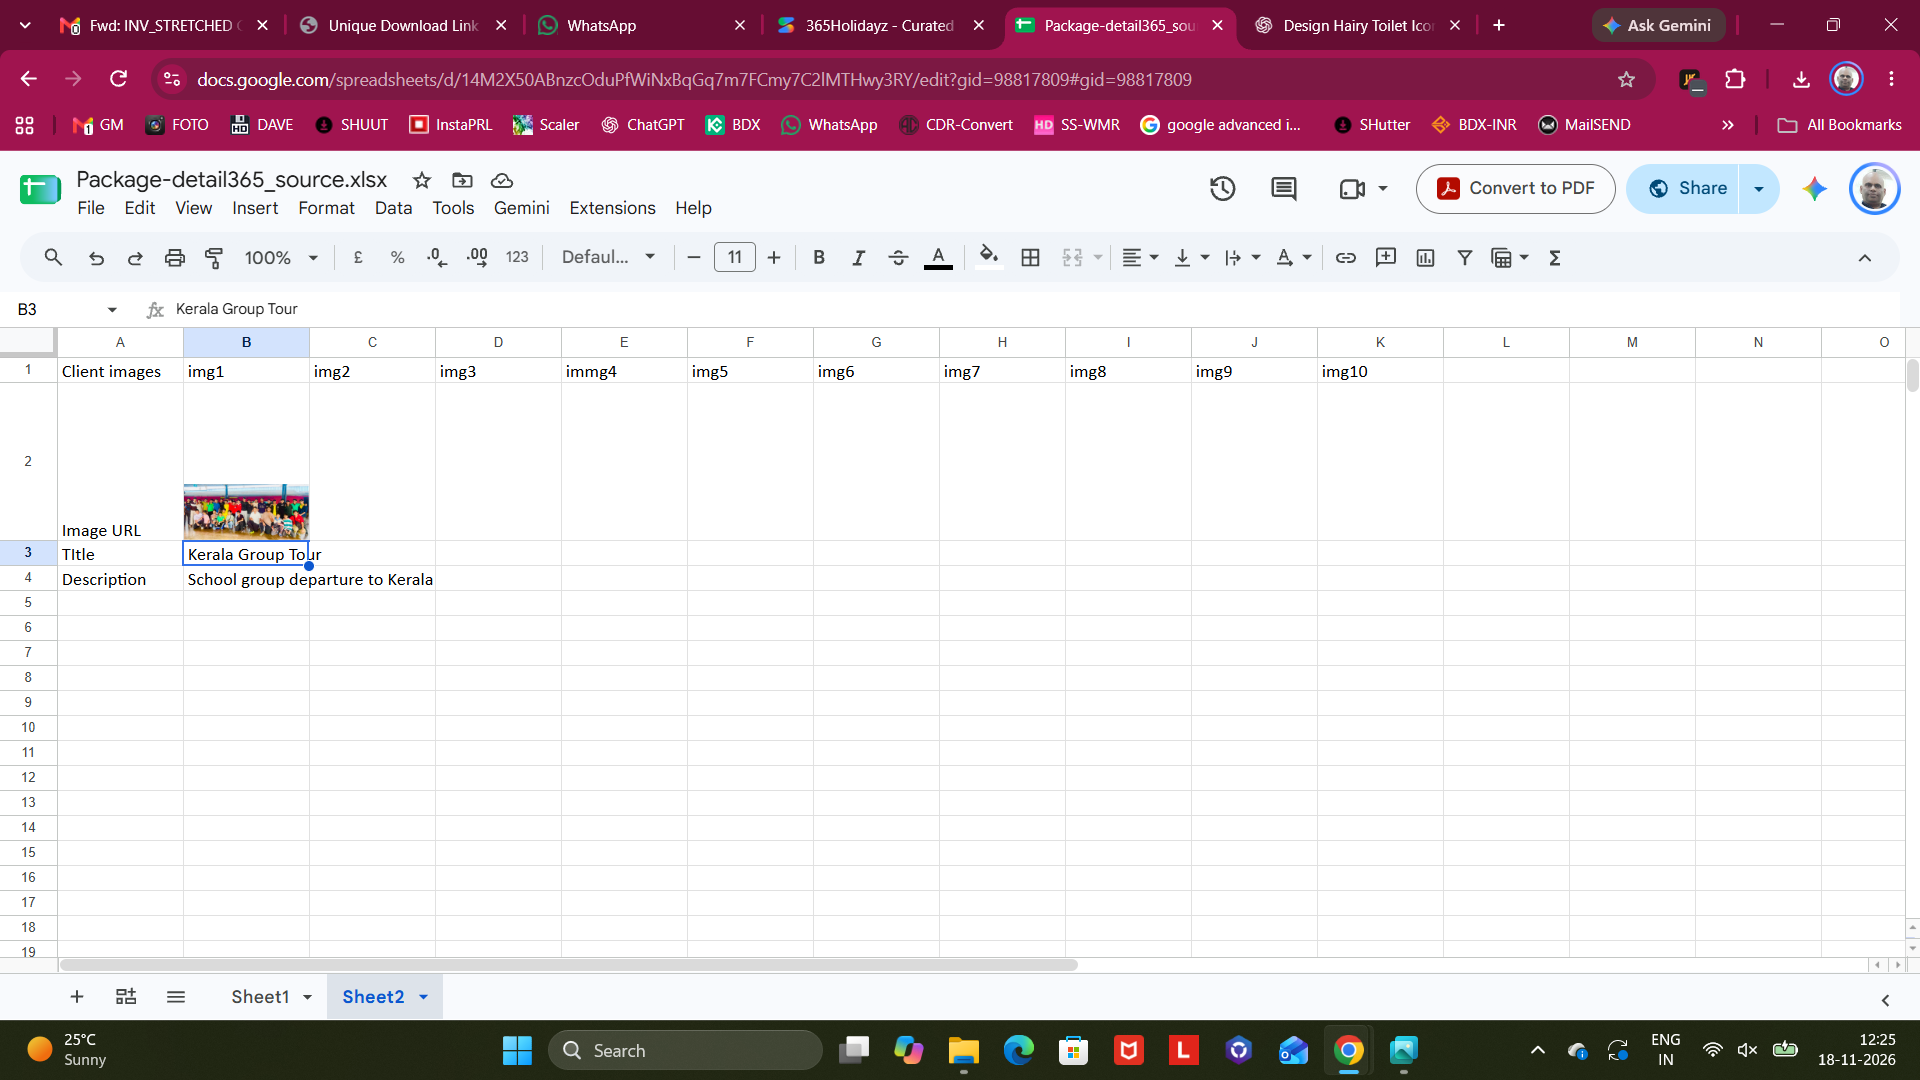 Fwd: INV_STRETCHED
Unique Download Link
WhatsApp
365Holidayz - Curated
Package-detail365_sou
Design Hairy Toilet Icon
Ask Gemini
docs.google.com/spreadsheets/d/14M2X50ABnzcOduPfWiNxBqGq7m7FCmy7C2lMTHwy3RY/edit?gid=98817809#gid=98817809
GM
FOTO
DAVE
SHUUT
InstaPRL
Scaler
ChatGPT
BDX
WhatsApp
CDR-Convert
SS-WMR
google advanced i...
SHutter
BDX-INR
MailSEND
All Bookmarks
Package-detail365_source.xlsx
Convert to PDF
Share
File Edit View Insert Format Data Tools Gemini Extensions Help
100% £ % .0 .00 123 Defaul... 11 B I A
B3 fx Kerala Group Tour
A B C D E F G H I J K L M N O
1 Client images img1 img2 img3 immg4 img5 img6 img7 img8 img9 img10
2 Image URL
3 TItle Kerala Group Tour
4 Description School group departure to Kerala
5
6
7
8
9
10
11
12
13
14
15
16
17
18
19
Sheet1 Sheet2
25°C
Sunny
Search
ENG
IN
12:25
18-11-2026